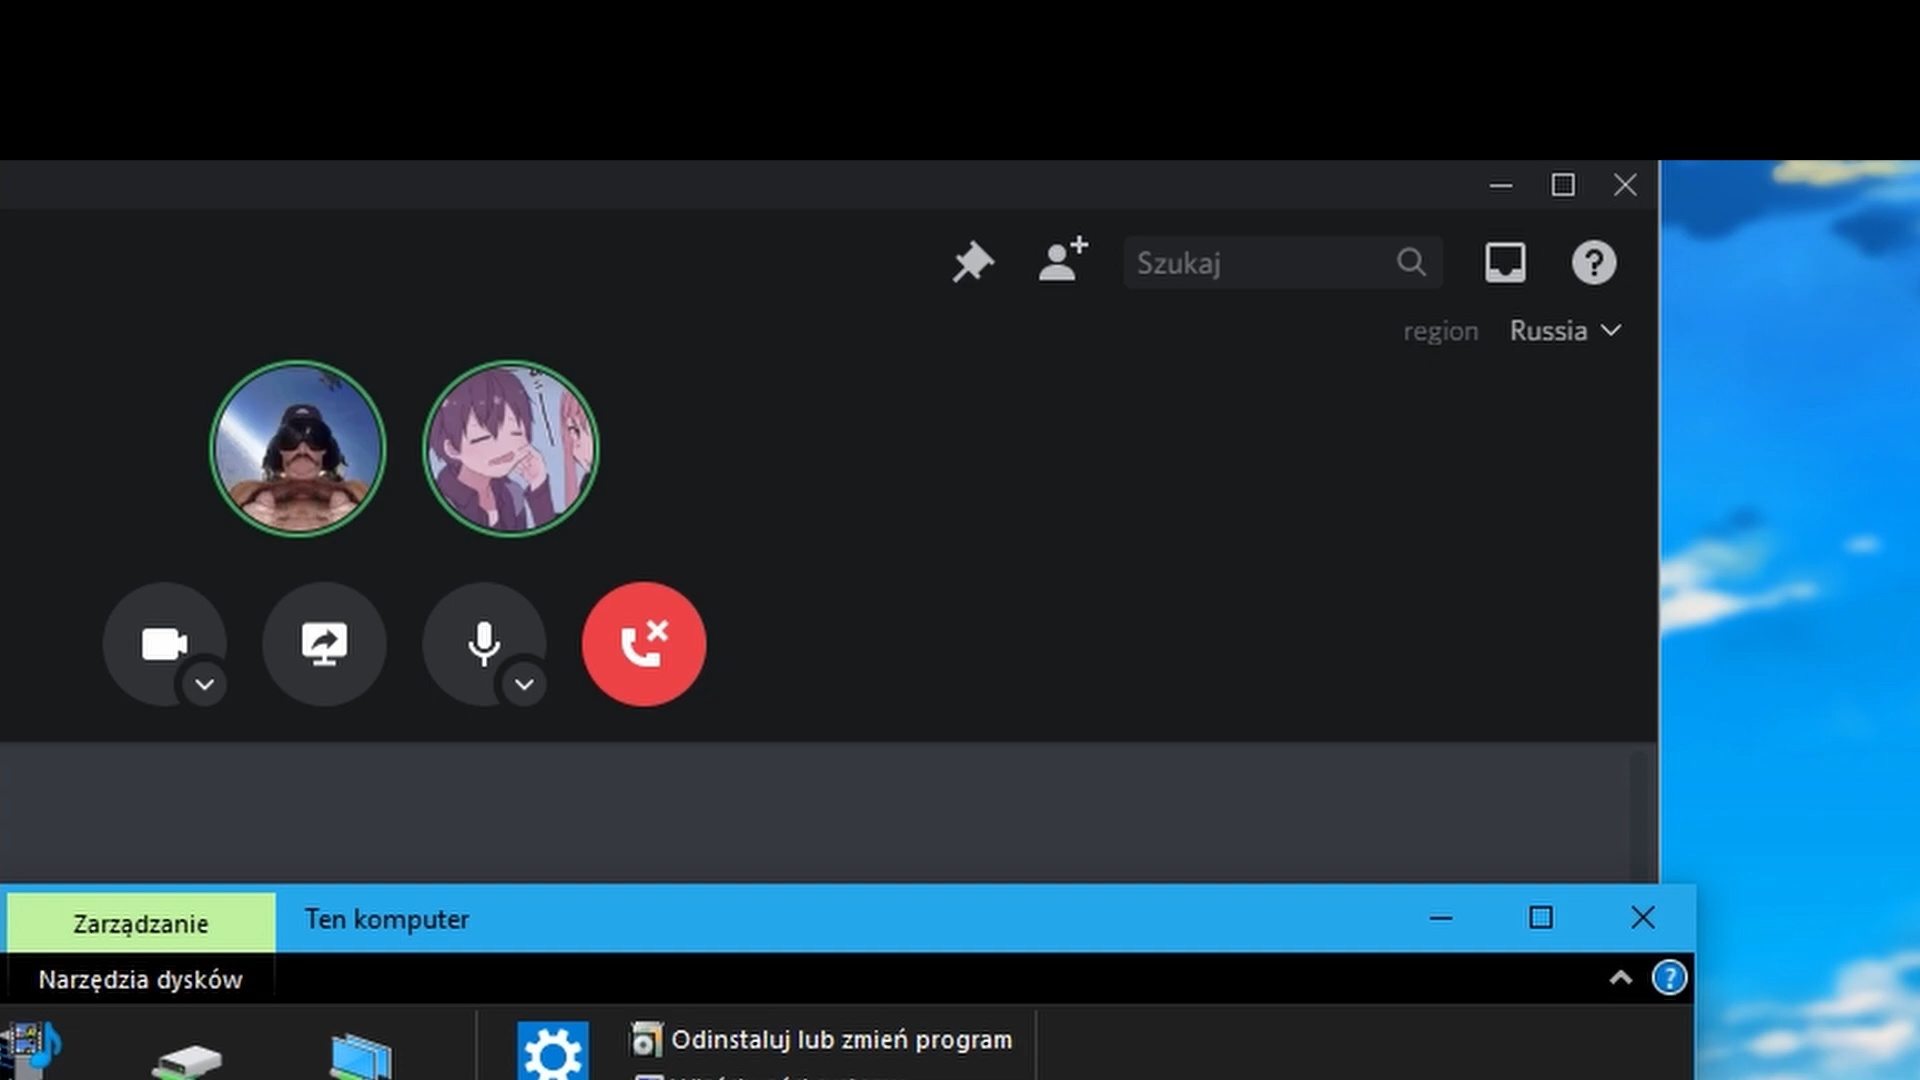 Szukaj
region Russia
Zarządzanie Ten komputer
Narzędzia dysków
Odinstaluj lub zmień program